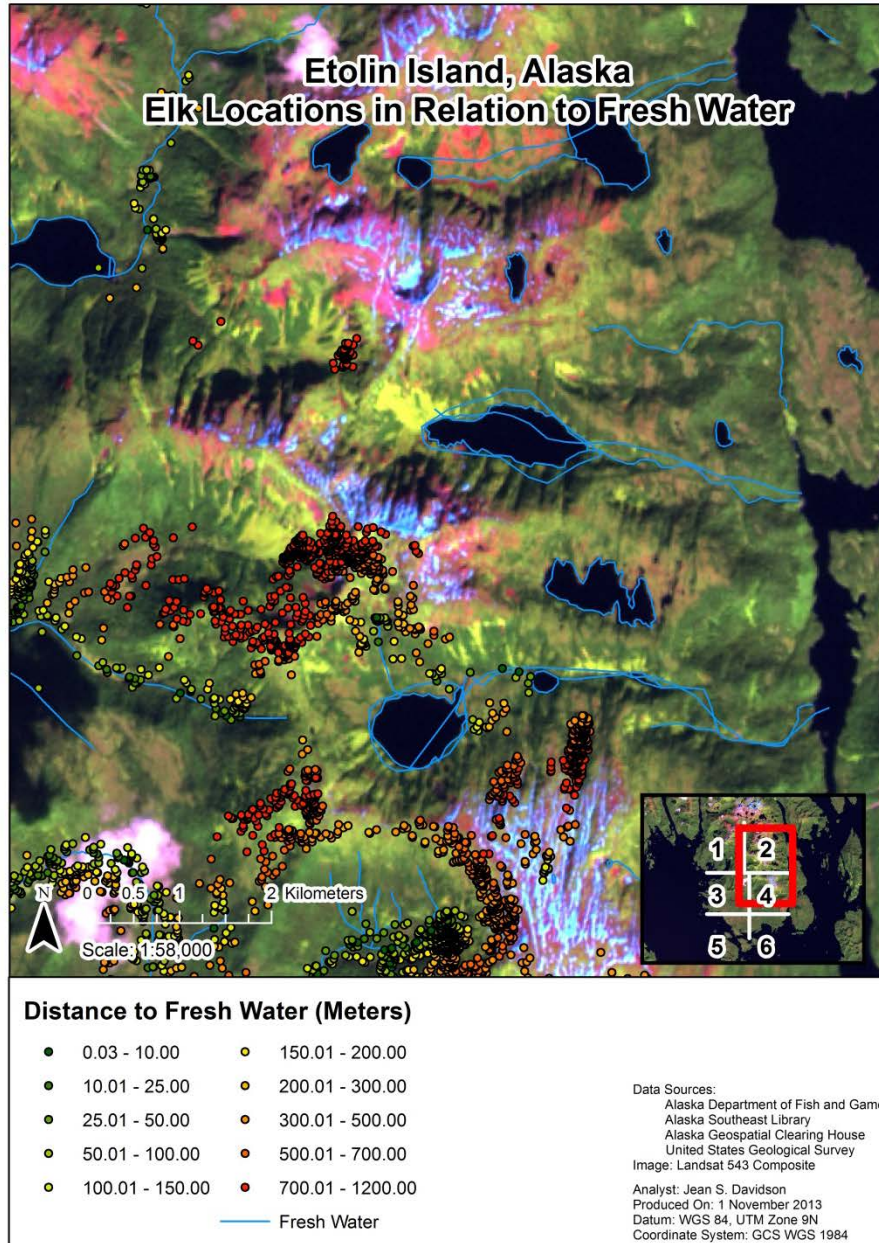 Etolin Island, Alaska
Elk Locations in Relation to Fresh Water
1 2
3 4
5 6
N
0 0.5 1 2 Kilometers
Scale: 1:58,000
Distance to Fresh Water (Meters)
0.03 - 10.00
10.01 - 25.00
25.01 - 50.00
50.01 - 100.00
100.01 - 150.00
150.01 - 200.00
200.01 - 300.00
300.01 - 500.00
500.01 - 700.00
700.01 - 1200.00
Fresh Water
Data Sources:
Alaska Department of Fish and Game
Alaska Southeast Library
Alaska Geospatial Clearing House
United States Geological Survey
Image: Landsat 543 Composite
Analyst: Jean S. Davidson
Produced On: 1 November 2013
Datum: WGS 84, UTM Zone 9N
Coordinate System: GCS WGS 1984